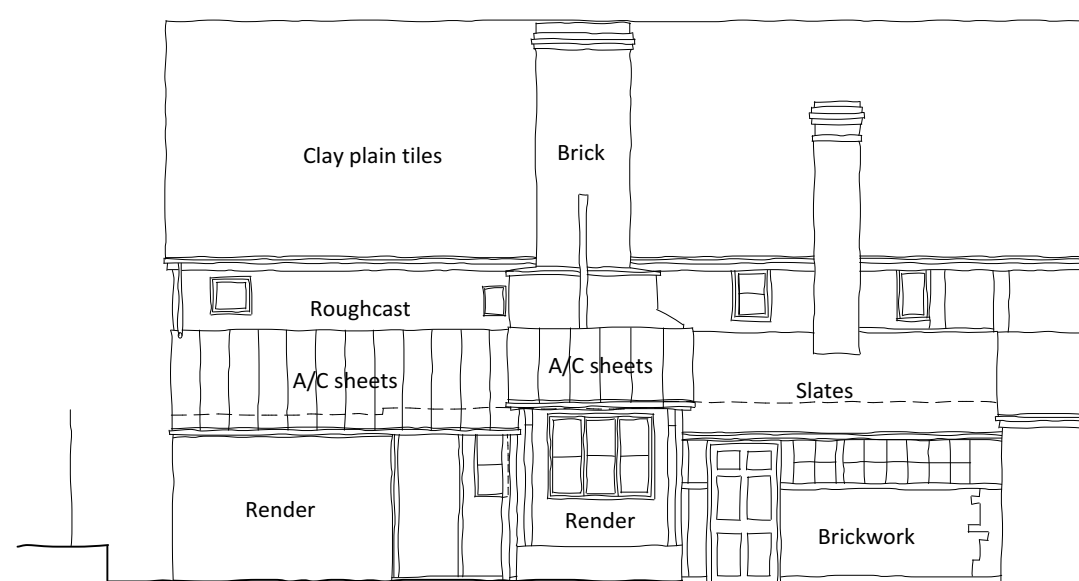 Clay plain tiles
Brick
Roughcast
A/C sheets
A/C sheets
Slates
Render
Render
Brickwork